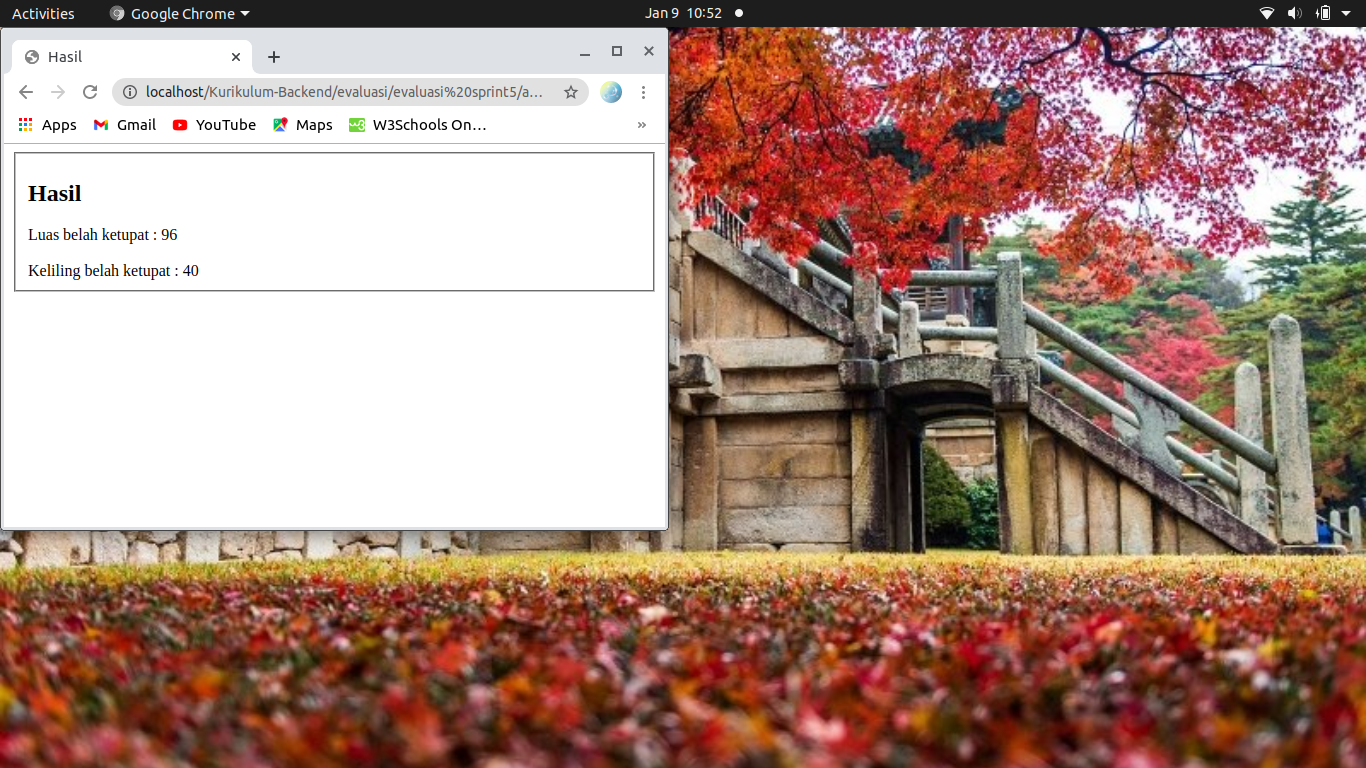 Activities Google Chrome Jan 9 10:52
Hasil
localhost/Kurikulum-Backend/evaluasi/evaluasi%20sprint5/a...
Apps Gmail YouTube Maps W3Schools On... »
Hasil
Luas belah ketupat : 96
Keliling belah ketupat : 40